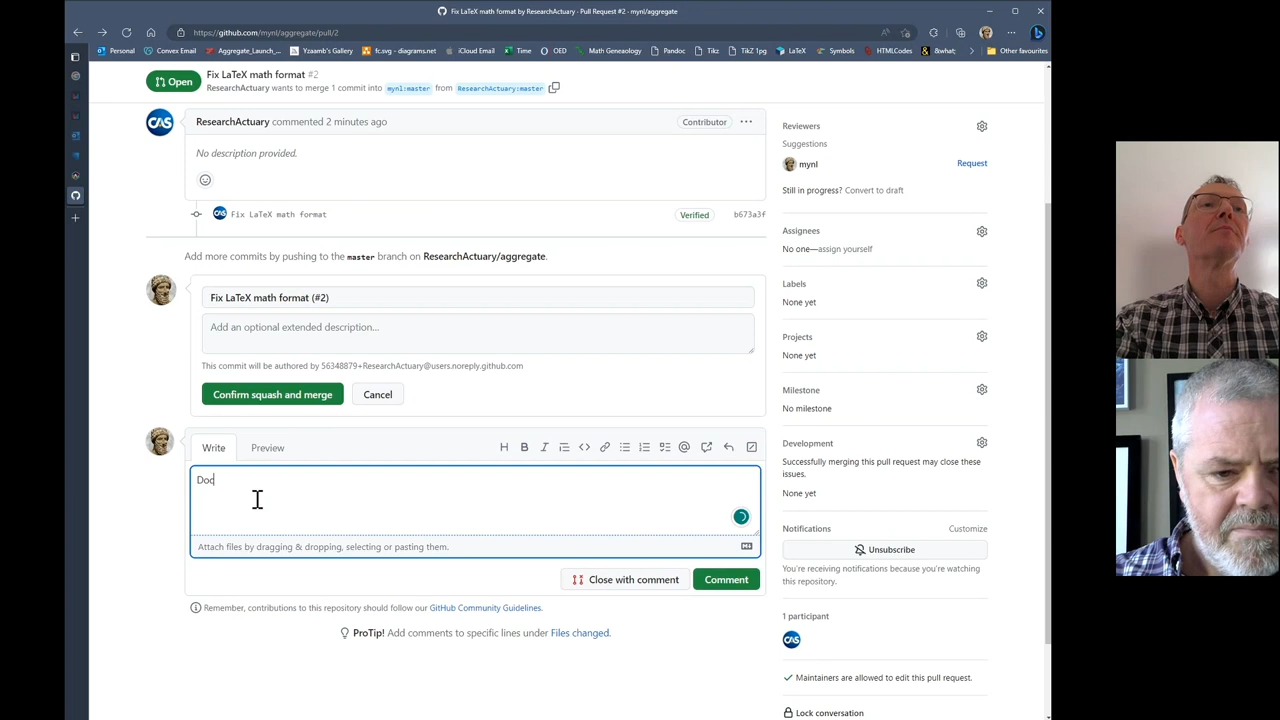 Fix LaTeX math format by ResearchActuary - Pull Request #2 - mynl/aggregate
https://github.com/mynl/aggregate/pull/2
Personal Convex Email Aggregate_Launch_... Yzaamb's Gallery fc.svg - diagrams.net iCloud Email Time OED Math Geneaology Pandoc Tikz TikZ 1pg LaTeX Symbols HTMLCodes &what; Other favourites
Open
Fix LaTeX math format #2
ResearchActuary wants to merge 1 commit into mynl:master from ResearchActuary:master
CAS
ResearchActuary commented 2 minutes ago
Contributor
No description provided.
Fix LaTeX math format
Verified
b673a3f
Add more commits by pushing to the master branch on ResearchActuary/aggregate.
Fix LaTeX math format (#2)
Add an optional extended description...
This commit will be authored by 56348879+ResearchActuary@users.noreply.github.com
Confirm squash and merge
Cancel
Write
Preview
Doc
Attach files by dragging & dropping, selecting or pasting them.
Close with comment
Comment
Remember, contributions to this repository should follow our GitHub Community Guidelines.
ProTip! Add comments to specific lines under Files changed.
Reviewers
Suggestions
mynl
Request
Still in progress? Convert to draft
Assignees
No one—assign yourself
Labels
None yet
Projects
None yet
Milestone
No milestone
Development
Successfully merging this pull request may close these
issues.
None yet
Notifications
Customize
Unsubscribe
You're receiving notifications because you're watching
this repository.
1 participant
CAS
Maintainers are allowed to edit this pull request.
Lock conversation